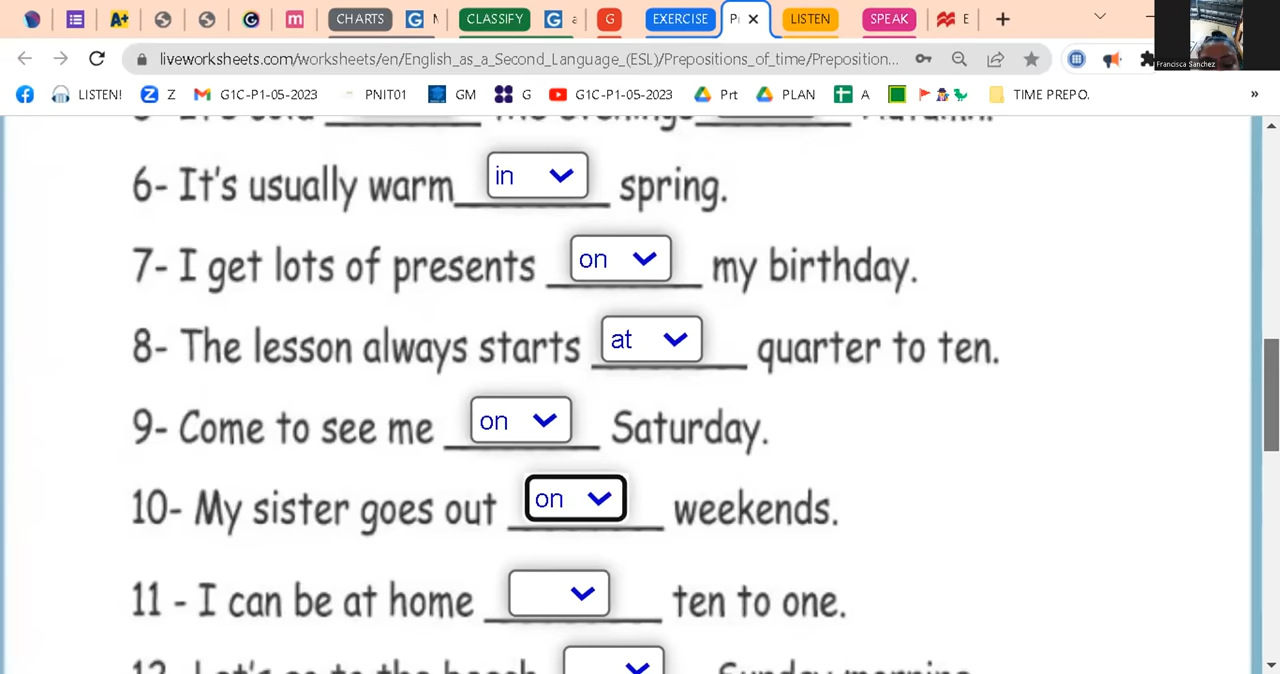 CHARTS
CLASSIFY
EXERCISE
LISTEN
SPEAK
E
liveworksheets.com/worksheets/en/English_as_a_Second_Language_(ESL)/Prepositions_of_time/Preposition...
Francisca Sanchez
LISTEN! Z G1C-P1-05-2023 PNIT01 GM G G1C-P1-05-2023 Prt PLAN A TIME PREPO. »
6- It's usually warm in spring.
7- I get lots of presents on my birthday.
8- The lesson always starts at quarter to ten.
9- Come to see me on Saturday.
10- My sister goes out on weekends.
11 - I can be at home ten to one.